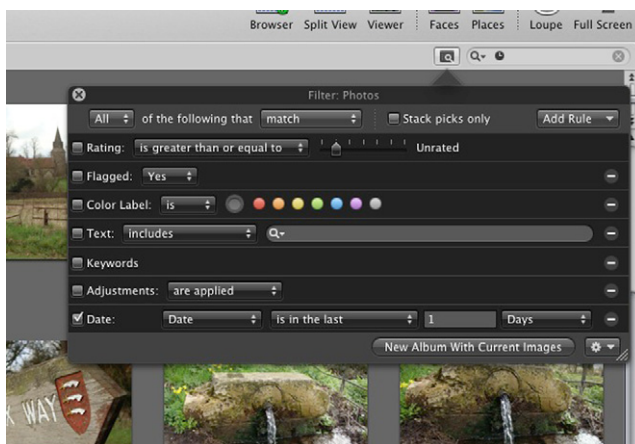 Browser Split View Viewer Faces Places Loupe Full Screen
Filter: Photos
All of the following that match Stack picks only Add Rule
Rating: is greater than or equal to Unrated
Flagged: Yes
Color Label: is
Text: includes
Keywords
Adjustments: are applied
Date: Date is in the last 1 Days
New Album With Current Images
WAY